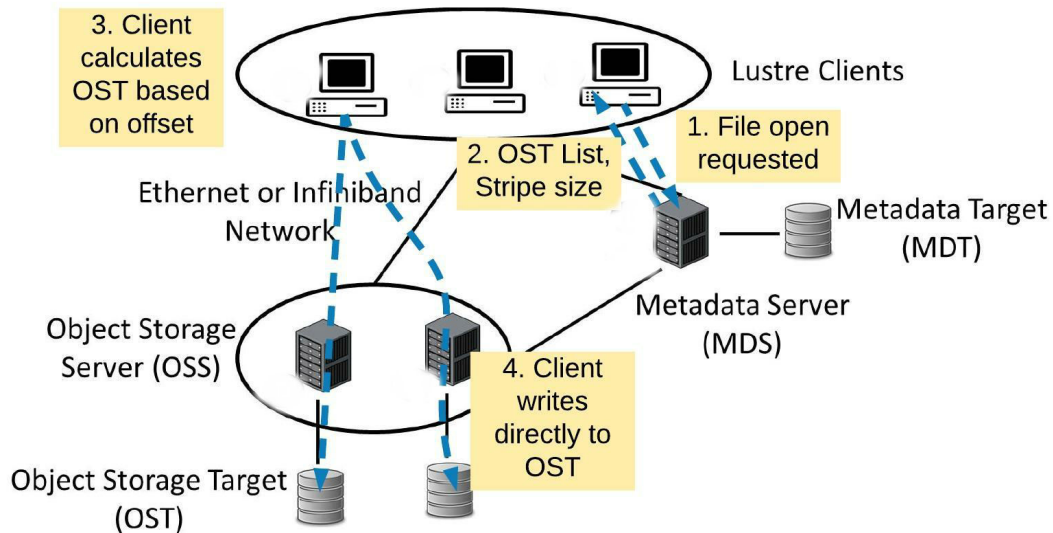 3. Client
calculates
OST based
on offset
Lustre Clients
1. File open
requested
2. OST List,
Stripe size
Ethernet or Infiniband
Network
Metadata Target
(MDT)
Metadata Server
(MDS)
Object Storage
Server (OSS)
4. Client
writes
directly to
OST
Object Storage Target
(OST)